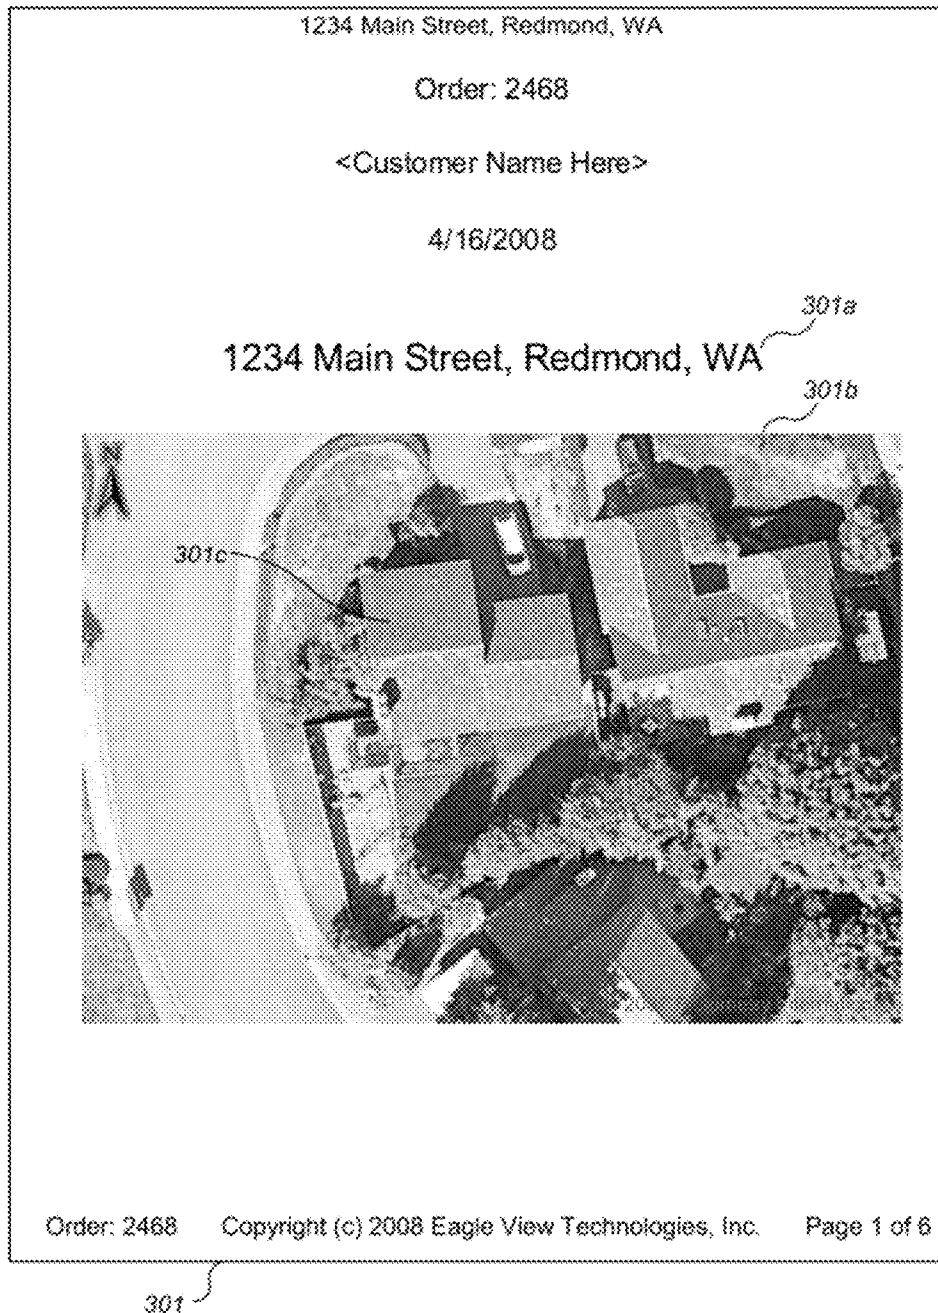 1234 Main Street, Redmond, WA
Order: 2468
<Customer Name Here>
4/16/2008
301a
1234 Main Street, Redmond, WA
301b
N
301c
Order: 2468 Copyright (c) 2008 Eagle View Technologies, Inc. Page 1 of 6
301